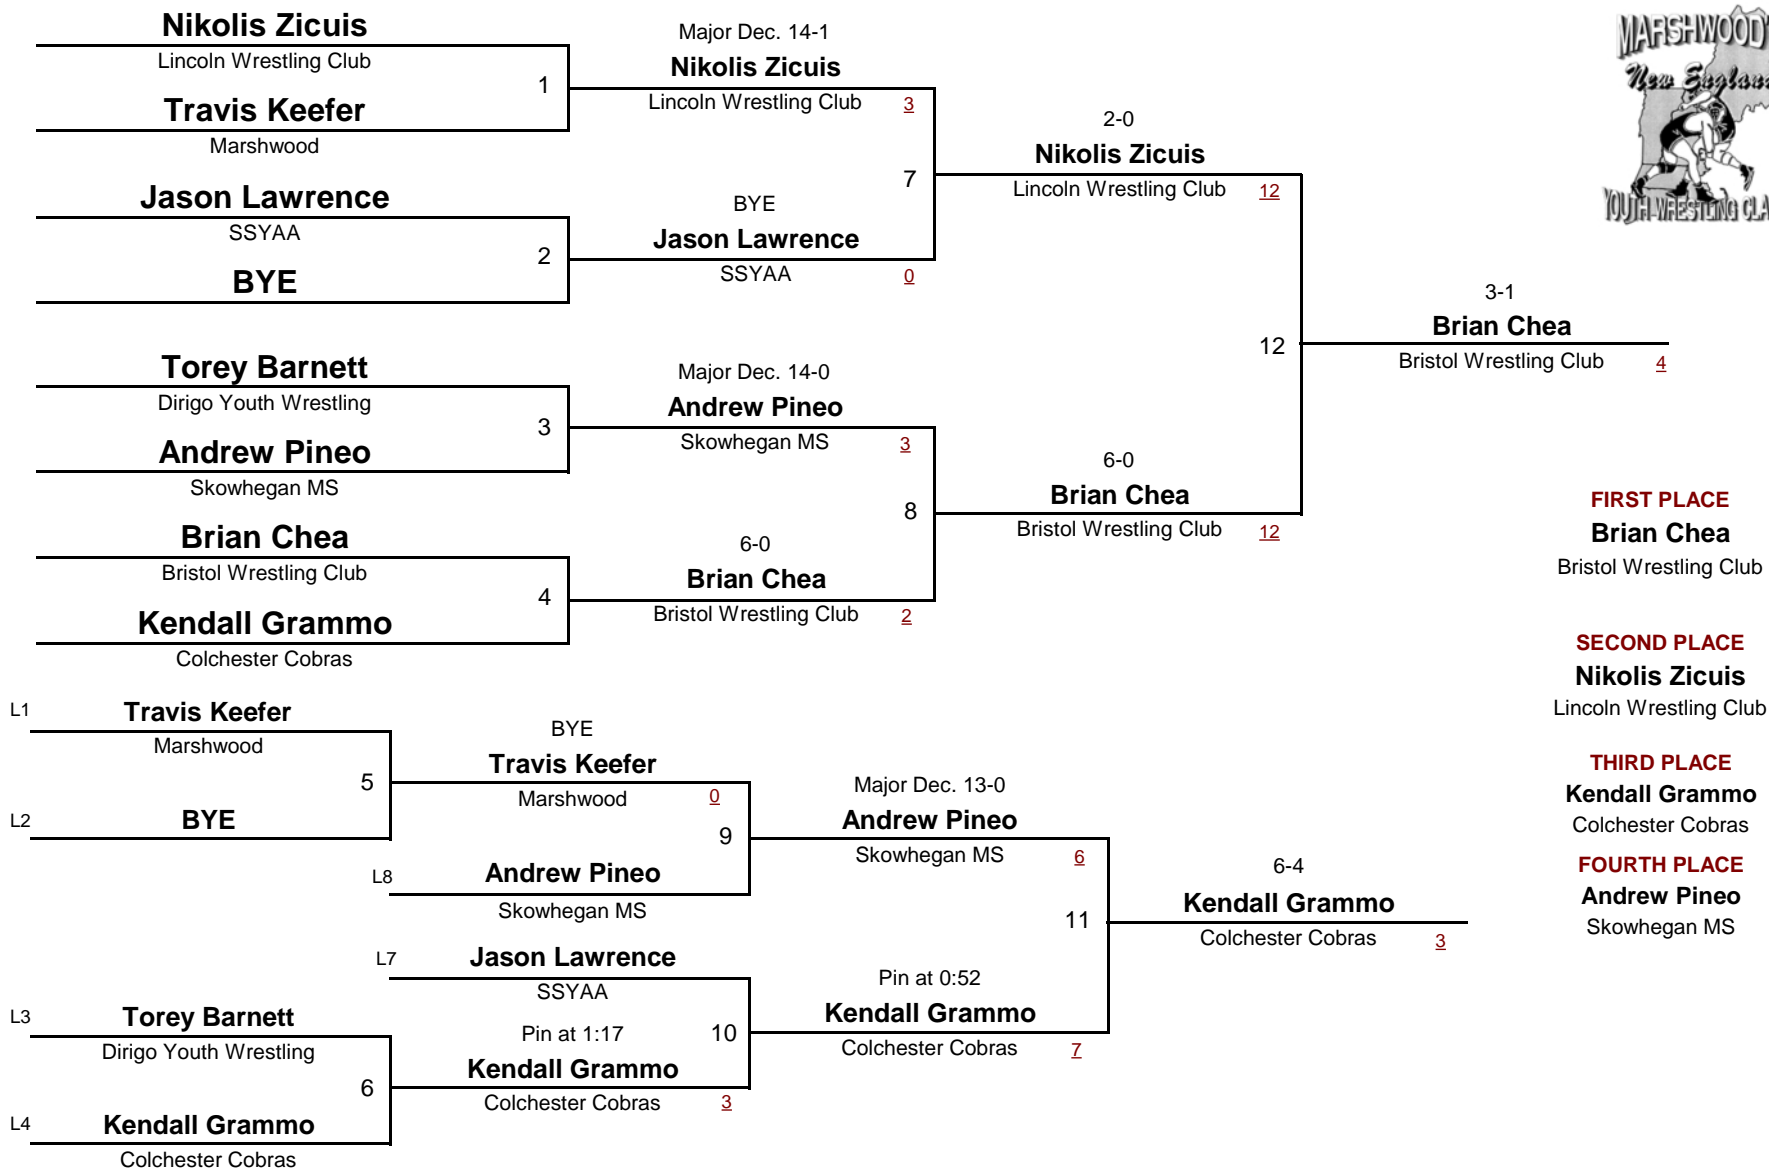 Nikolis Zicuis
Lincoln Wrestling Club
1
Travis Keefer
Marshwood
Jason Lawrence
SSYAA
2
BYE
Torey Barnett
Dirigo Youth Wrestling
3
Andrew Pineo
Skowhegan MS
Brian Chea
Bristol Wrestling Club
4
Kendall Grammo
Colchester Cobras
Major Dec. 14-1
Nikolis Zicuis
Lincoln Wrestling Club 3
7
BYE
Jason Lawrence
SSYAA 0
Major Dec. 14-0
Andrew Pineo
Skowhegan MS 3
8
6-0
Brian Chea
Bristol Wrestling Club 2
2-0
Nikolis Zicuis
Lincoln Wrestling Club 12
12
6-0
Brian Chea
Bristol Wrestling Club 12
3-1
Brian Chea
Bristol Wrestling Club 4
MARSHWOOD'
New England
YOUTH WRESTLING CLA
FIRST PLACE
Brian Chea
Bristol Wrestling Club
SECOND PLACE
Nikolis Zicuis
Lincoln Wrestling Club
THIRD PLACE
Kendall Grammo
Colchester Cobras
FOURTH PLACE
Andrew Pineo
Skowhegan MS
L1 Travis Keefer
Marshwood
5
L2 BYE
BYE
Travis Keefer
Marshwood 0
9
L8 Andrew Pineo
Skowhegan MS
L7 Jason Lawrence
SSYAA
10
Pin at 1:17
Kendall Grammo
Colchester Cobras 3
L3 Torey Barnett
Dirigo Youth Wrestling
6
L4 Kendall Grammo
Colchester Cobras
Major Dec. 13-0
Andrew Pineo
Skowhegan MS 6
11
Pin at 0:52
Kendall Grammo
Colchester Cobras 7
6-4
Kendall Grammo
Colchester Cobras 3